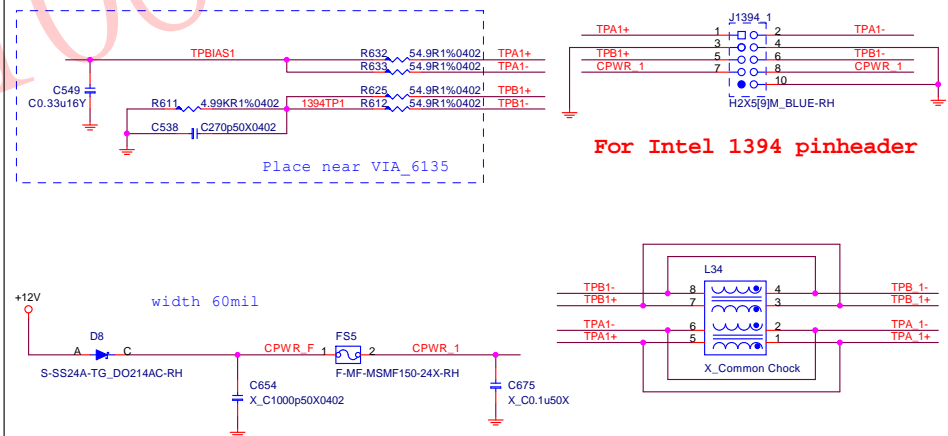 TPBIAS1
R632 54.9R1%0402 TPA1+
R633 54.9R1%0402 TPA1-
C549
C0.33u16Y
R625 54.9R1%0402 TPB1+
R611 4.99KR1%0402 1394TP1 R612 54.9R1%0402 TPB1-
C538 C270p50X0402
Place near VIA_6135
J1394_1
TPA1+ 1 2 TPA1-
3 4
TPB1+ 5 6 TPB1-
CPWR_1 7 8 CPWR_1
10
H2X5[9]M_BLUE-RH
For Intel 1394 pinheader
+12V
width 60mil
D8
A C
S-SS24A-TG_DO214AC-RH
CPWR_F 1 FS5 2 CPWR_1
F-MF-MSMF150-24X-RH
C654
X_C1000p50X0402
C675
X_C0.1u50X
L34
TPB1- 8 4 TPB_1-
TPB1+ 7 3 TPB_1+
TPA1- 6 2 TPA_1-
TPA1+ 5 1 TPA_1+
X_Common Chock